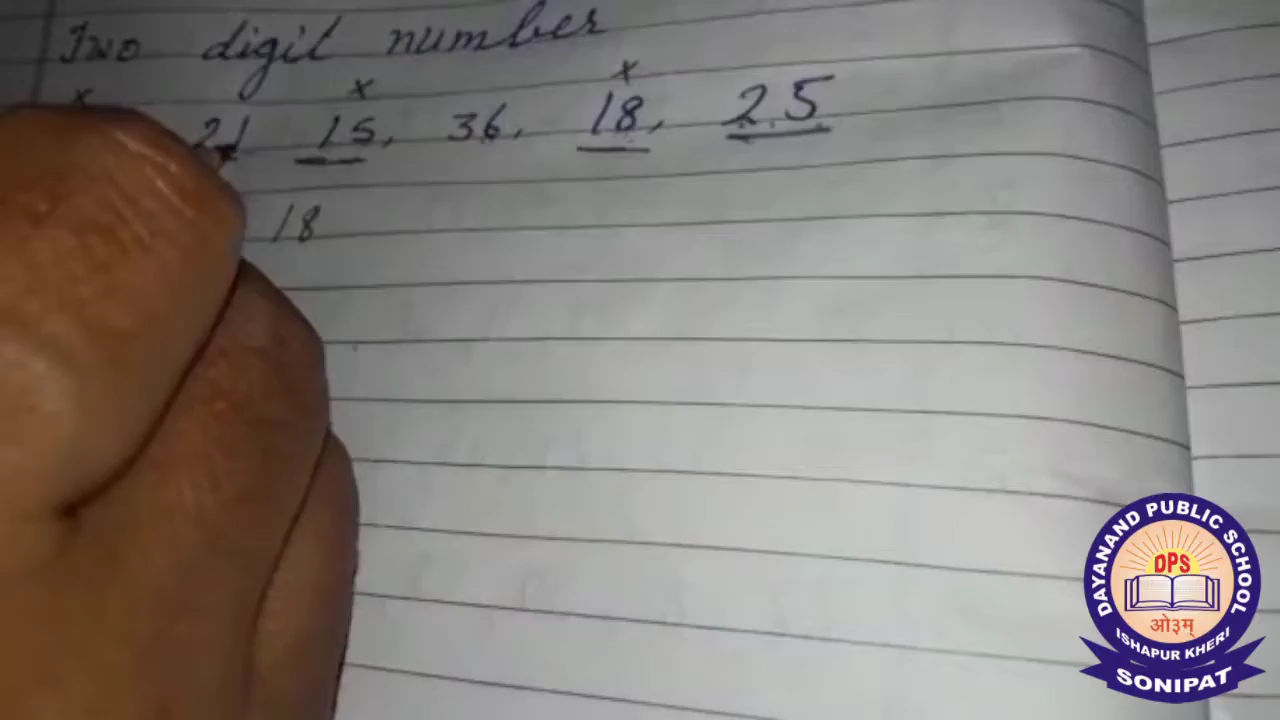 Two digit number
x x x
21 15, 36, 18, 25
18
DAYANAND PUBLIC SCHOOL
DPS
ओ३म्
ISHAPUR KHERI
SONIPAT